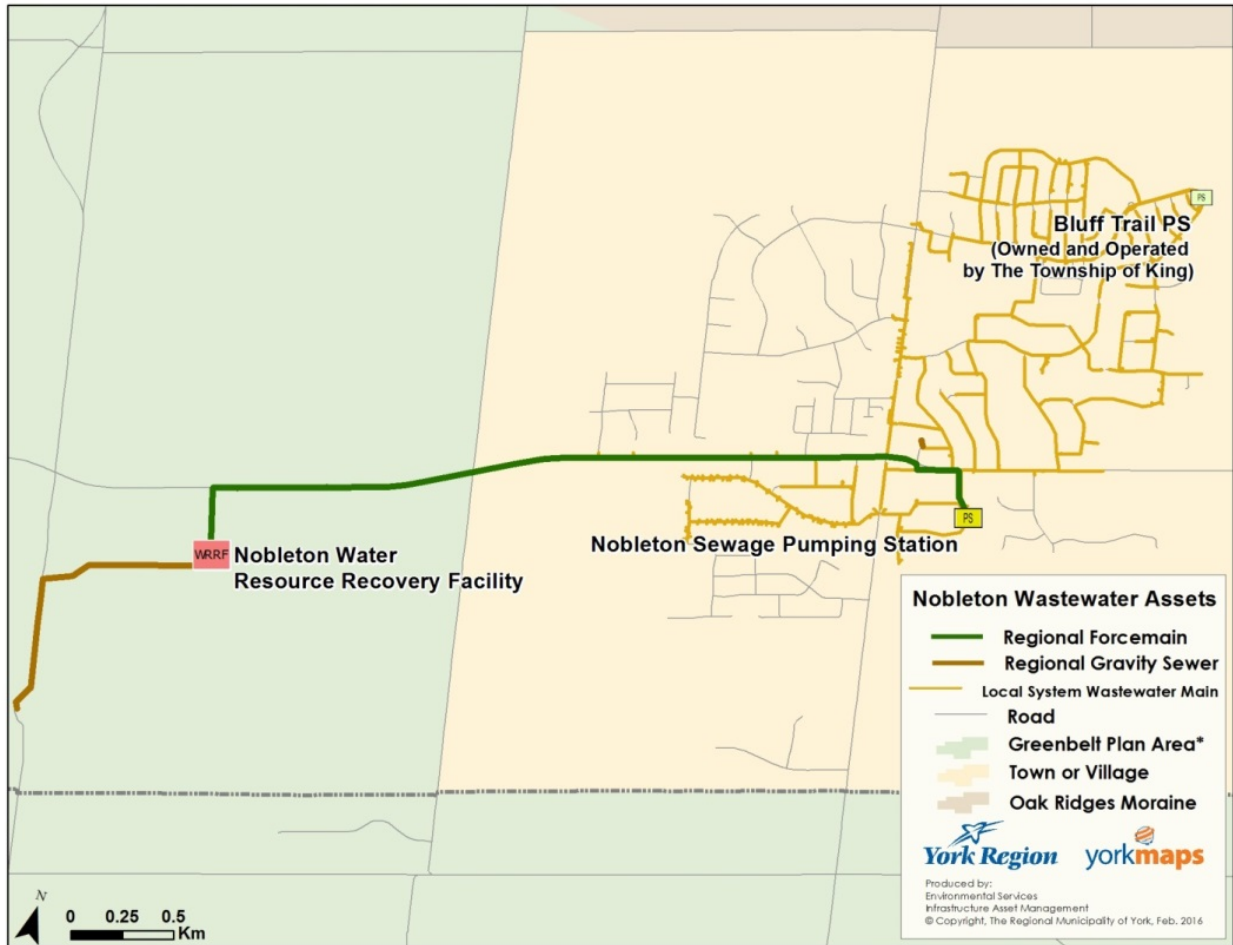 PS
Bluff Trail PS
(Owned and Operated
by The Township of King)
PS
Nobleton Sewage Pumping Station
WRRF
Nobleton Water
Resource Recovery Facility
Nobleton Wastewater Assets
Regional Forcemain
Regional Gravity Sewer
Local System Wastewater Main
Road
Greenbelt Plan Area*
Town or Village
Oak Ridges Moraine
York Region
yorkmaps
Produced by:
Environmental Services
Infrastructure Asset Management
© Copyright, The Regional Municipality of York, Feb. 2016
N
0 0.25 0.5
Km